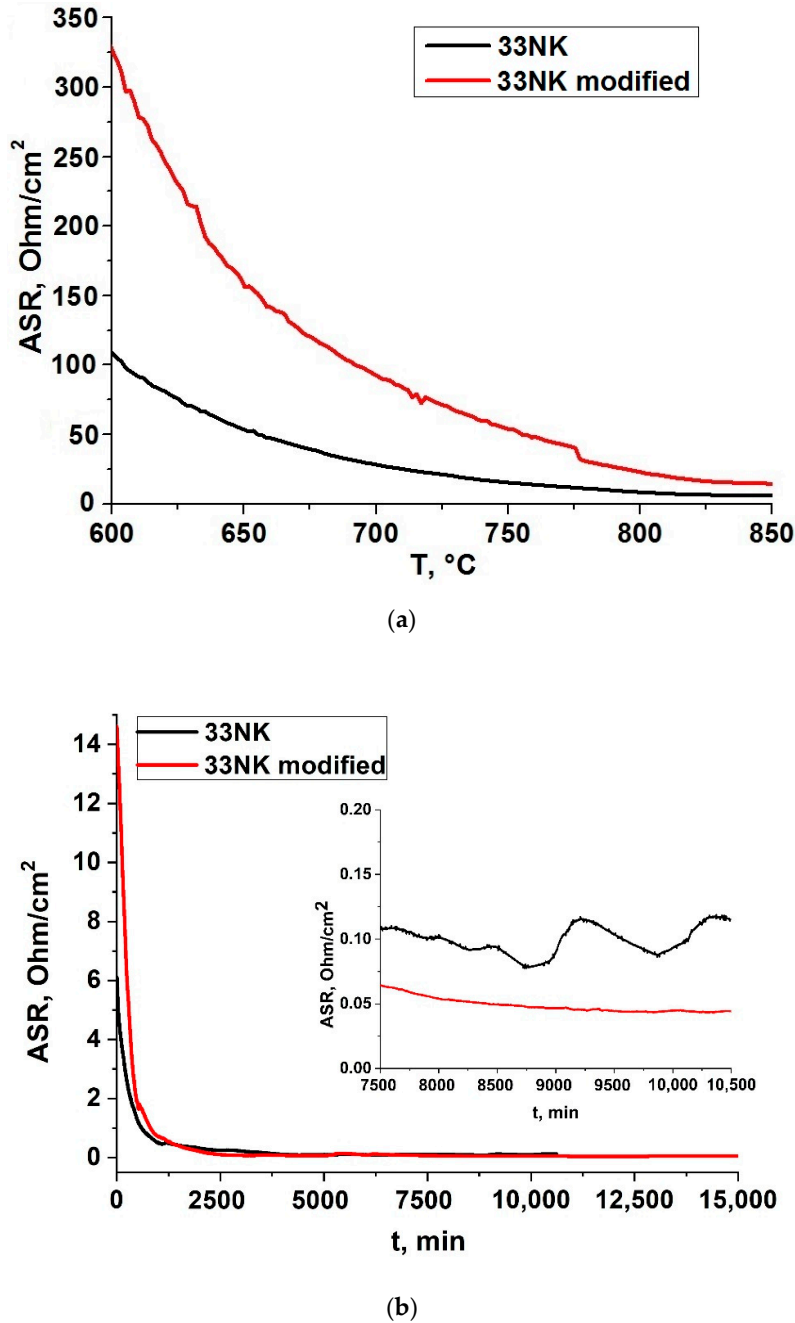 350
300
250
200
150
100
50
0
ASR, Ohm/cm²
33NK
33NK modified
600 650 700 750 800 850
T, °C
(a)
33NK
33NK modified
14
12
10
8
6
4
2
0
ASR, Ohm/cm²
0.20
0.15
0.10
0.05
0.00
ASR, Ohm/cm²
7500 8000 8500 9000 9500 10,000 10,500
t, min
0 2500 5000 7500 10,000 12,500 15,000
t, min
(b)